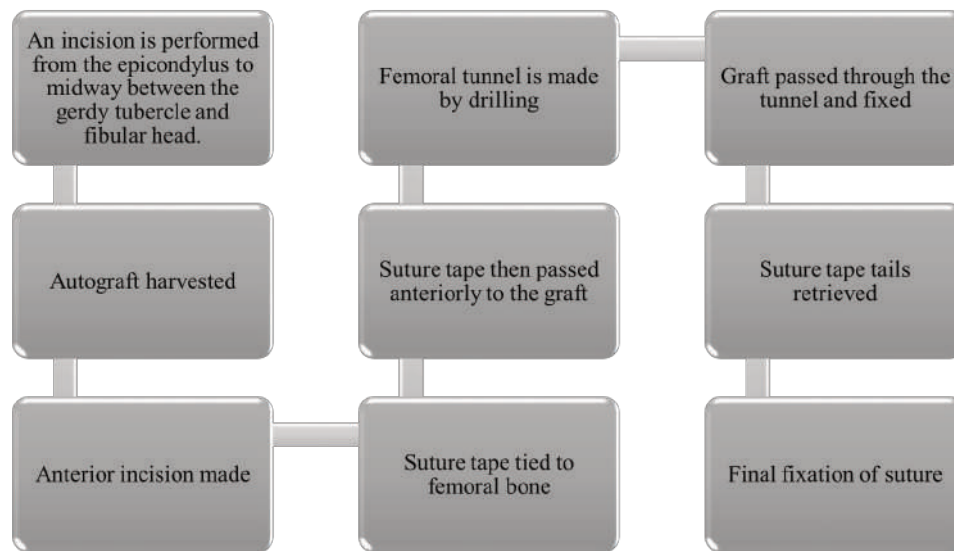 An incision is performed
from the epicondylus to
midway between the
gerdy tubercle and
fibular head.
Autograft harvested
Anterior incision made
Suture tape tied to
femoral bone
Suture tape then passed
anteriorly to the graft
Femoral tunnel is made
by drilling
Graft passed through the
tunnel and fixed
Suture tape tails
retrieved
Final fixation of suture